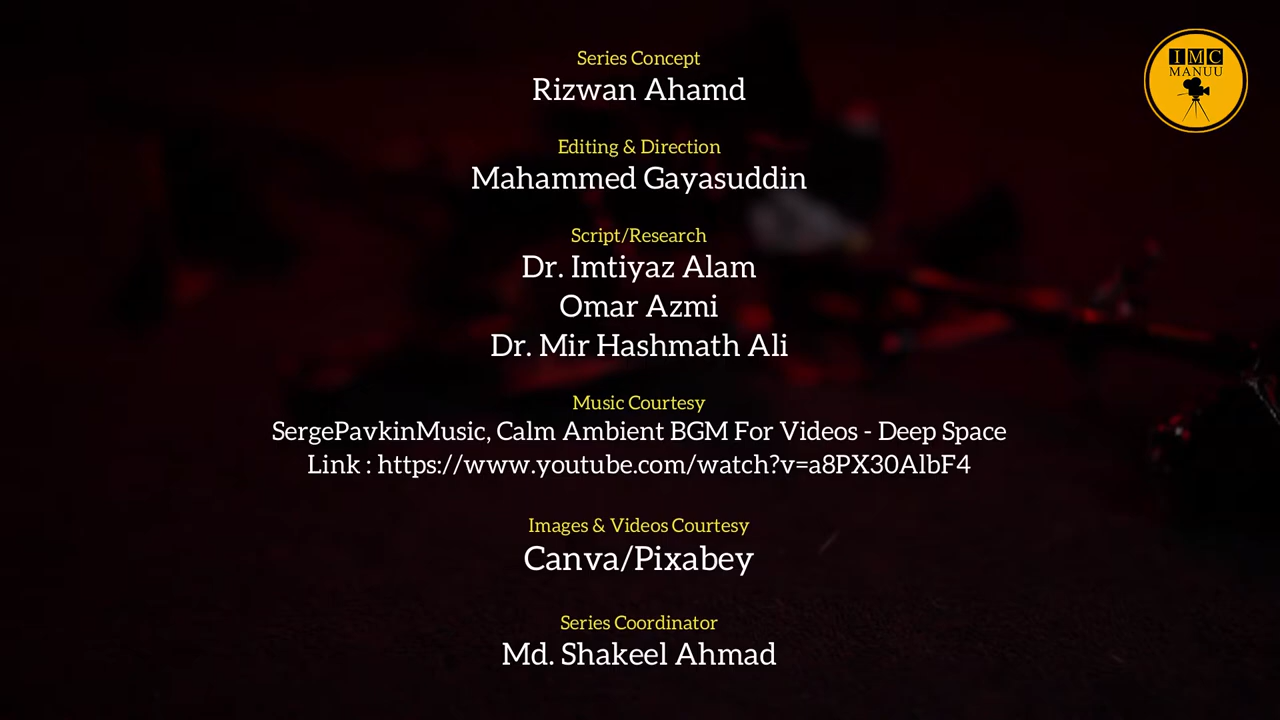 IMC
MANUU
Series Concept
Rizwan Ahamd
Editing & Direction
Mahammed Gayasuddin
Script/Research
Dr. Imtiyaz Alam
Omar Azmi
Dr. Mir Hashmath Ali
Music Courtesy
SergePavkinMusic, Calm Ambient BGM For Videos - Deep Space
Link : https://www.youtube.com/watch?v=a8PX30AlbF4
Images & Videos Courtesy
Canva/Pixabey
Series Coordinator
Md. Shakeel Ahmad